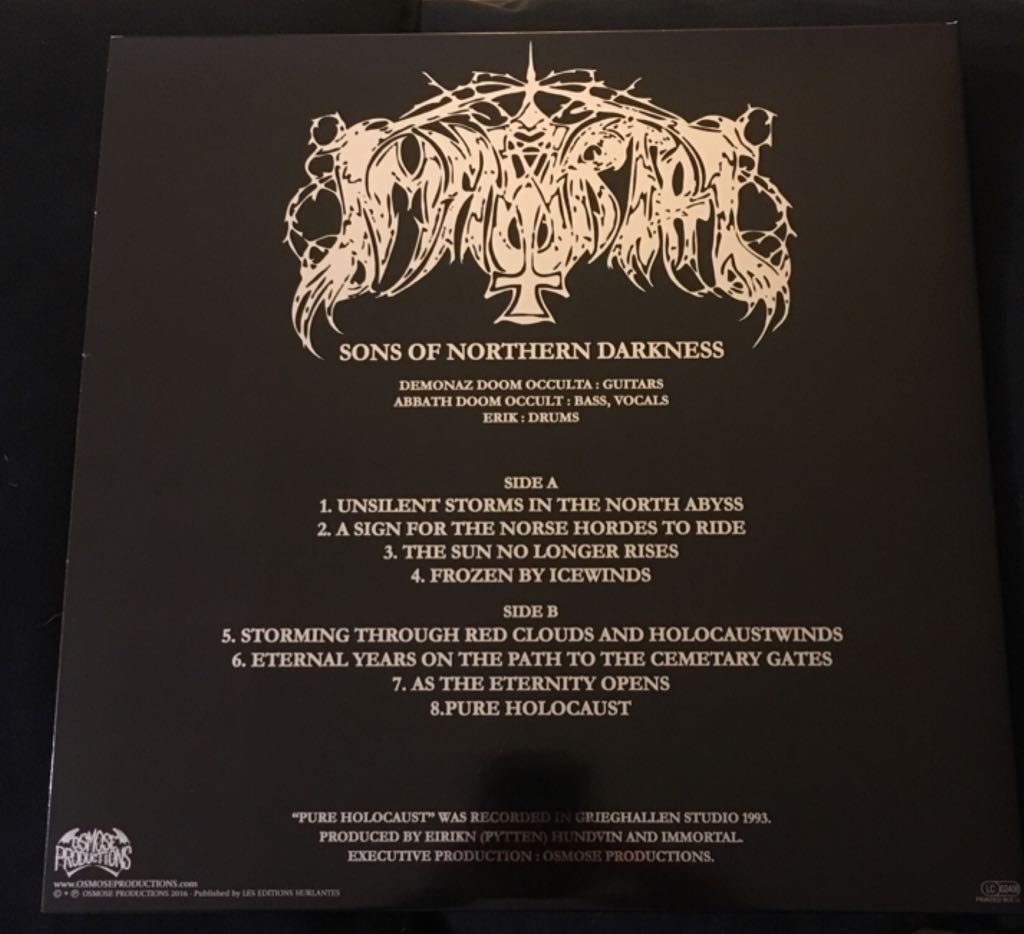 IMMORTAL
SONS OF NORTHERN DARKNESS
DEMONAZ DOOM OCCULTA : GUITARS
ABBATH DOOM OCCULT : BASS, VOCALS
ERIK : DRUMS
SIDE A
1. UNSILENT STORMS IN THE NORTH ABYSS
2. A SIGN FOR THE NORSE HORDES TO RIDE
3. THE SUN NO LONGER RISES
4. FROZEN BY ICEWINDS
SIDE B
5. STORMING THROUGH RED CLOUDS AND HOLOCAUSTWINDS
6. ETERNAL YEARS ON THE PATH TO THE CEMETARY GATES
7. AS THE ETERNITY OPENS
8.PURE HOLOCAUST
"PURE HOLOCAUST" WAS RECORDED IN GRIEGHALLEN STUDIO 1993.
PRODUCED BY EIRIKN (PYTTEN) HUNDVIN AND IMMORTAL.
EXECUTIVE PRODUCTION : OSMOSE PRODUCTIONS.
OSMOSE
PRODUCTIONS
www.OSMOSEPRODUCTIONS.com
© + ℗ OSMOSE PRODUCTIONS 2016 - Published by LES EDITIONS HURLANTES
LC
PRINTED IN E.U.